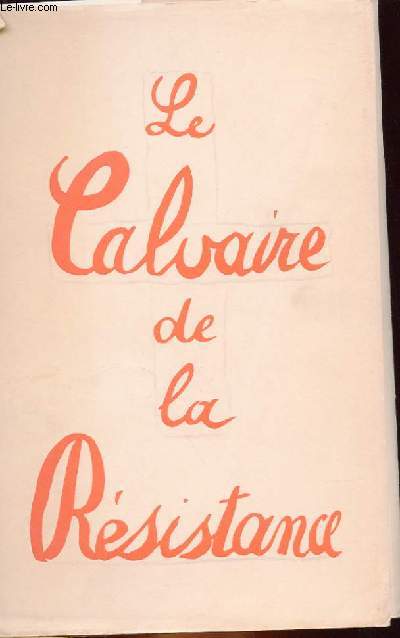 Le-livre.com
Le
Calvaire
de
la
Résistance